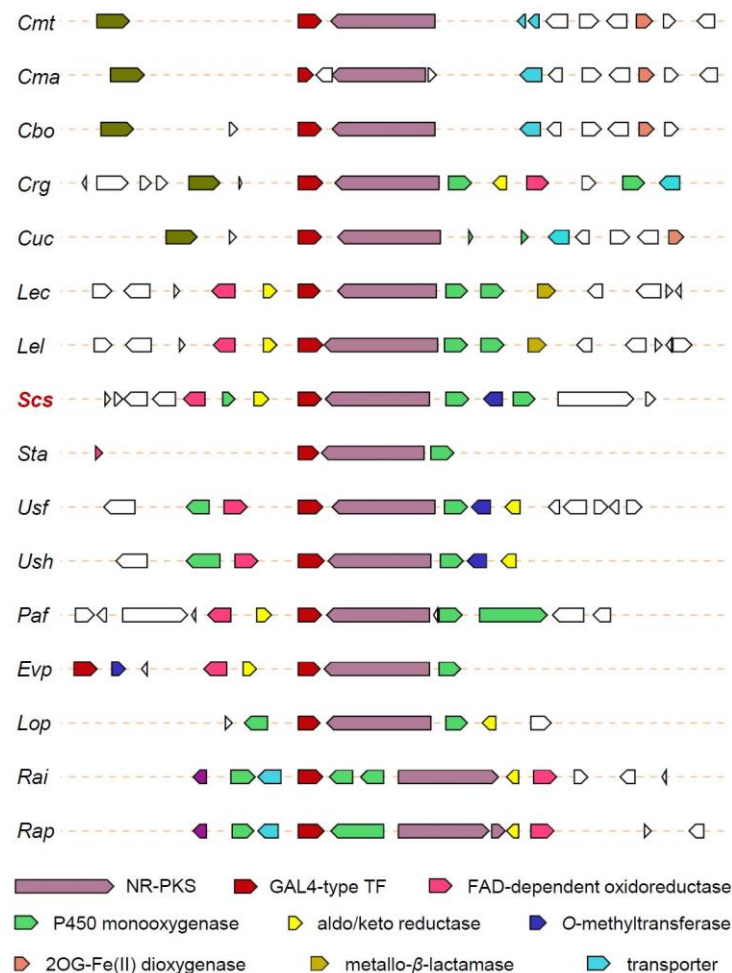 Cmt
Cma
Cbo
Crg
Cuc
Lec
Lel
Scs
Sta
Usf
Ush
Paf
Evp
Lop
Rai
Rap
NR-PKS GAL4-type TF FAD-dependent oxidoreductase
P450 monooxygenase aldo/keto reductase O-methyltransferase
2OG-Fe(II) dioxygenase metallo-β-lactamase transporter